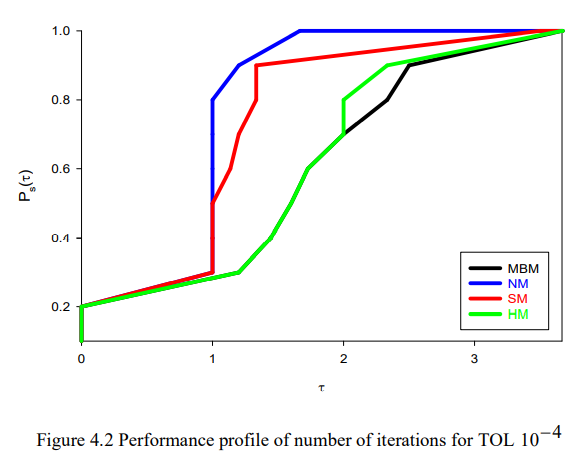 1.0
0.8
0.6
0.4
0.2
Ps(τ)
0 1 2 3
τ
MBM
NM
SM
HM
Figure 4.2 Performance profile of number of iterations for TOL 10−4